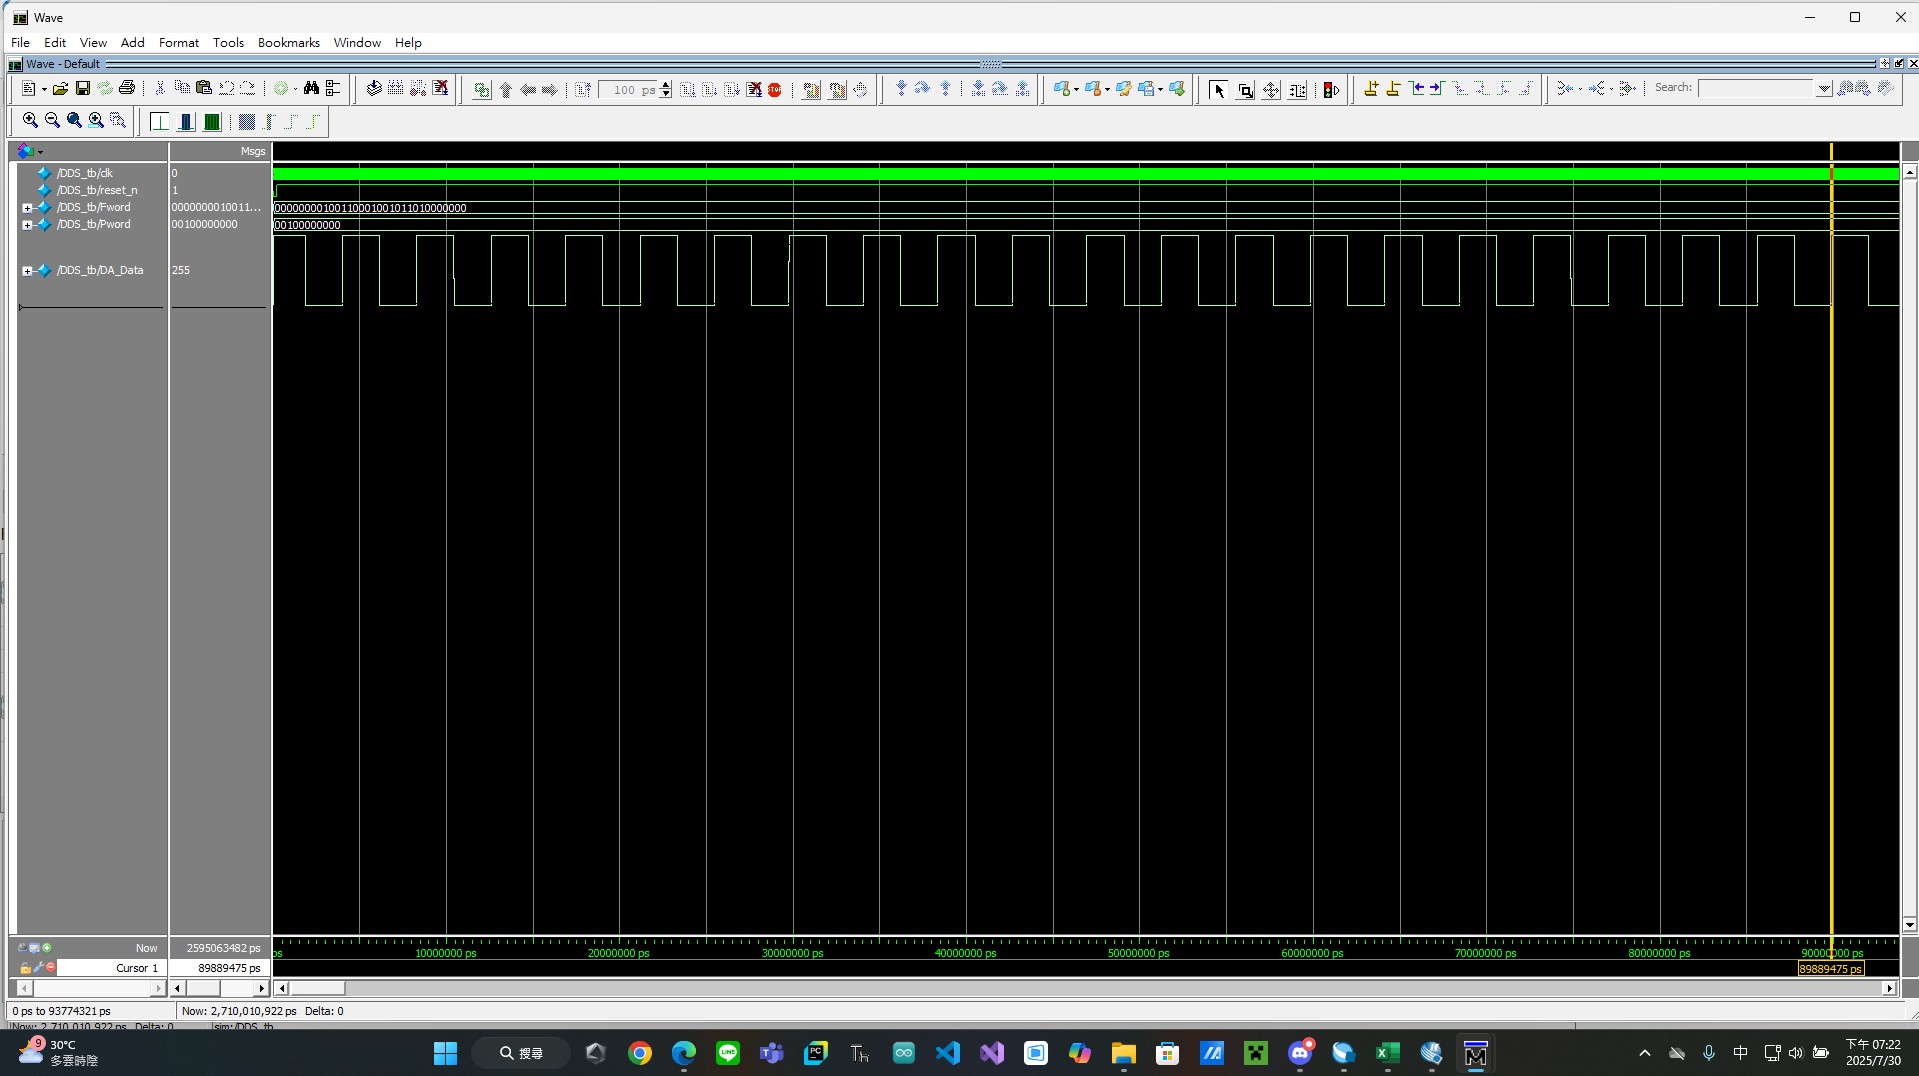 Wave
File Edit View Add Format Tools Bookmarks Window Help
Wave - Default
100 ps
STOP
Search:
Msgs
/DDS_tb/clk 0
/DDS_tb/reset_n 1
/DDS_tb/Fword 0000000010011... 00000000100110001001011010000000
/DDS_tb/Pword 00100000000 00100000000
/DDS_tb/DA_Data 255
Now 2595063482 ps
ps 10000000 ps 20000000 ps 30000000 ps 40000000 ps 50000000 ps 60000000 ps 70000000 ps 80000000 ps 90000000 ps
Cursor 1 89889475 ps 89889475 ps
0 ps to 93774321 ps Now: 2,710,010,922 ps Delta: 0
Now: 2,710,010,922 ps Delta: 0 sim:/DDS_tb
9
30°C
多雲時陰
搜尋
LINE
PC
Th
中
下午 07:22
2025/7/30